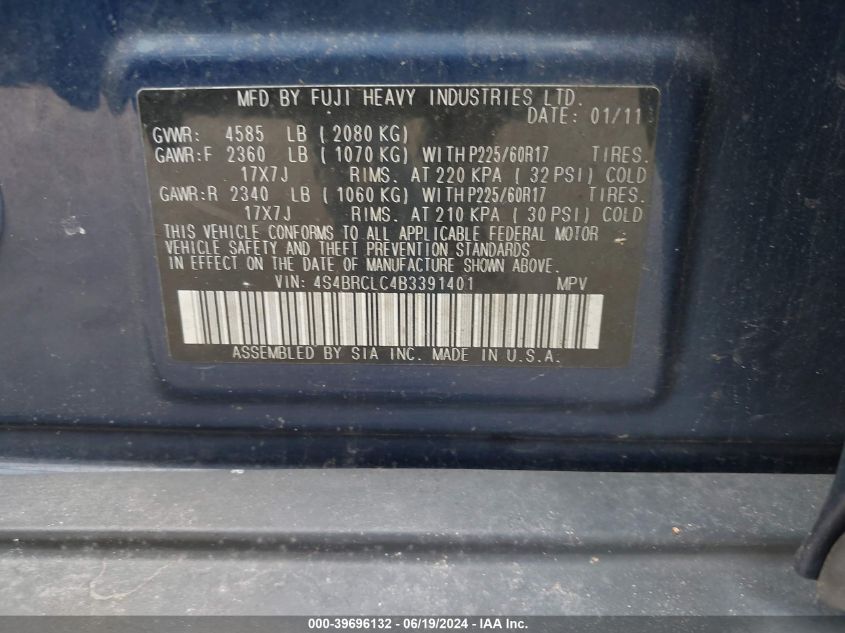 MFD BY FUJI HEAVY INDUSTRIES LTD.
DATE: 01/11
GVWR: 4585 LB ( 2080 KG)
GAWR:F 2360 LB ( 1070 KG) WITH P225/60R17 TIRES.
17X7J RIMS. AT 220 KPA ( 32 PSI) COLD
GAWR:R 2340 LB ( 1060 KG) WITH P225/60R17 TIRES.
17X7J RIMS. AT 210 KPA ( 30 PSI) COLD
THIS VEHICLE CONFORMS TO ALL APPLICABLE FEDERAL MOTOR
VEHICLE SAFETY AND THEFT PREVENTION STANDARDS
IN EFFECT ON THE DATE OF MANUFACTURE SHOWN ABOVE.
VIN: 4S4BRCLC4B3391401 MPV
ASSEMBLED BY SIA INC. MADE IN U.S.A.
000-39696132 - 06/19/2024 - IAA Inc.